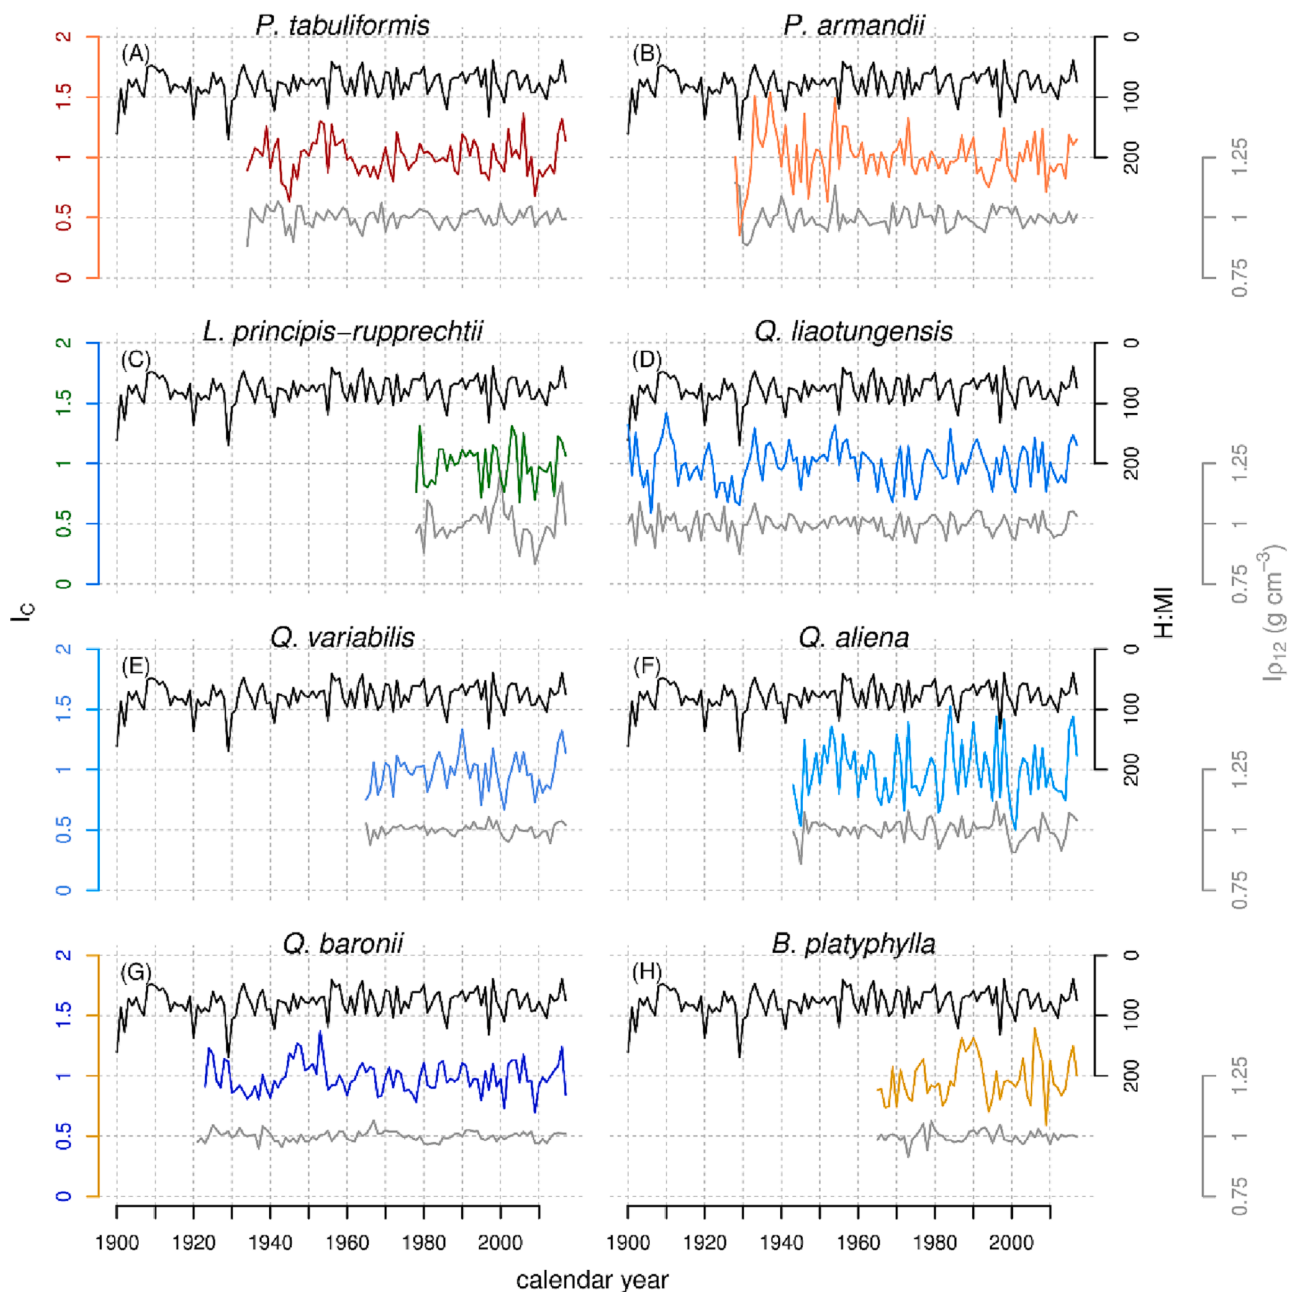 P. tabuliformis P. armandii
(A) (B)
2 1.5 1 0.5 0
0 100 200
1.25 1 0.75
L. principis−rupprechtii Q. liaotungensis
(C) (D)
2 1.5 1 0.5 0
0 100 200
1.25 1 0.75
I_C
H:MI
Iρ₁₂ (g cm⁻³)
Q. variabilis Q. aliena
(E) (F)
2 1.5 1 0.5 0
0 100 200
1.25 1 0.75
Q. baronii B. platyphylla
(G) (H)
2 1.5 1 0.5 0
0 100 200
1.25 1 0.75
1900 1920 1940 1960 1980 2000 1900 1920 1940 1960 1980 2000
calendar year